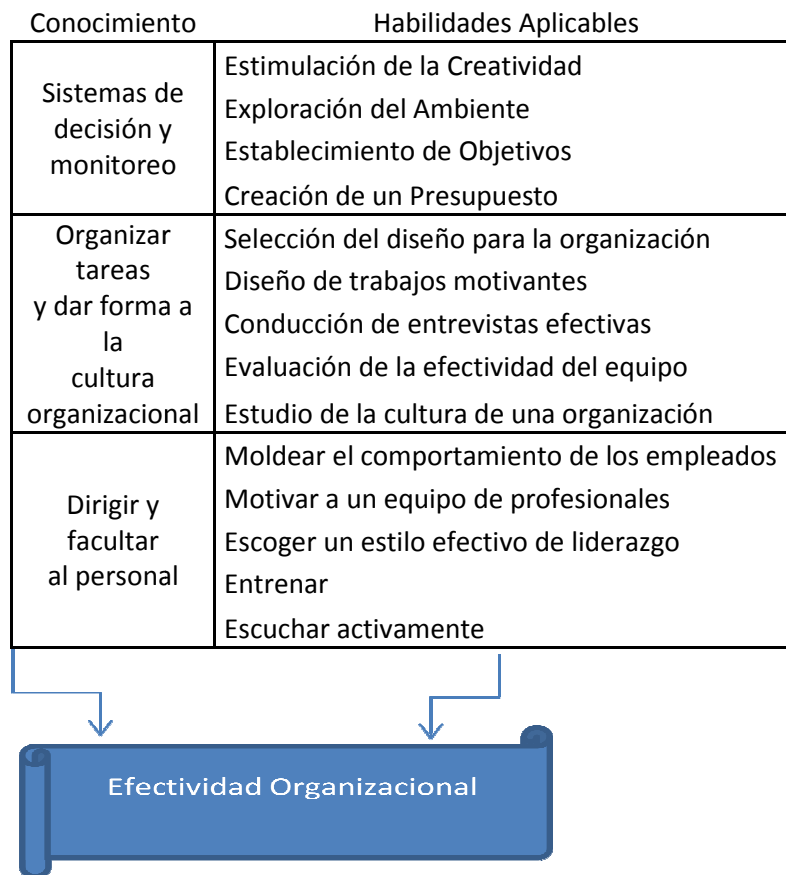 Conocimiento Habilidades Aplicables
Sistemas de
decisión y
monitoreo
Estimulación de la Creatividad
Exploración del Ambiente
Establecimiento de Objetivos
Creación de un Presupuesto
Organizar
tareas
y dar forma a
la
cultura
organizacional
Selección del diseño para la organización
Diseño de trabajos motivantes
Conducción de entrevistas efectivas
Evaluación de la efectividad del equipo
Estudio de la cultura de una organización
Dirigir y
facultar
al personal
Moldear el comportamiento de los empleados
Motivar a un equipo de profesionales
Escoger un estilo efectivo de liderazgo
Entrenar
Escuchar activamente
Efectividad Organizacional